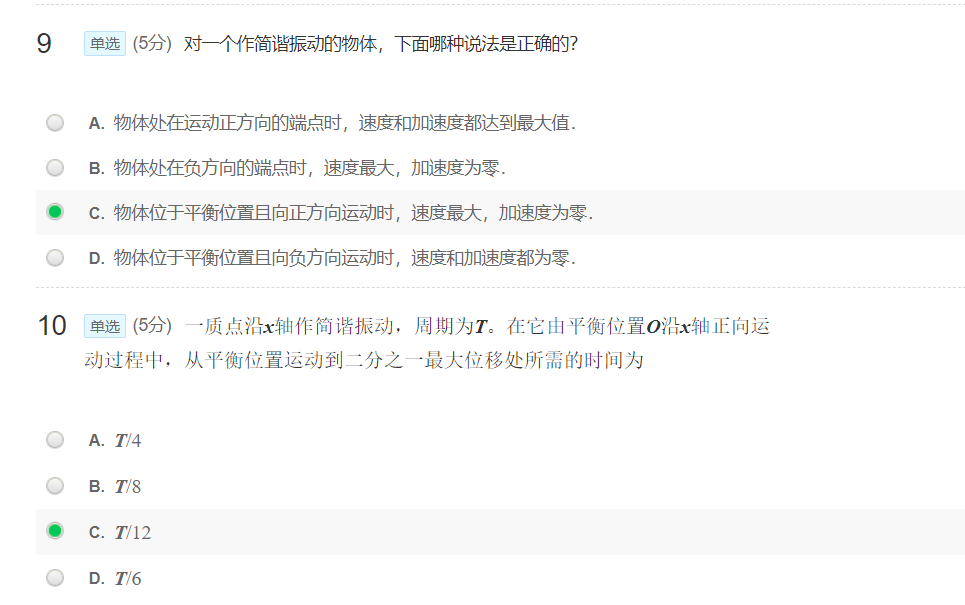 9 单选 (5分) 对一个作简谐振动的物体，下面哪种说法是正确的?
A. 物体处在运动正方向的端点时，速度和加速度都达到最大值.
B. 物体处在负方向的端点时，速度最大，加速度为零.
C. 物体位于平衡位置且向正方向运动时，速度最大，加速度为零.
D. 物体位于平衡位置且向负方向运动时，速度和加速度都为零.
10 单选 (5分) 一质点沿x轴作简谐振动，周期为T。在它由平衡位置O沿x轴正向运
动过程中，从平衡位置运动到二分之一最大位移处所需的时间为
A. T/4
B. T/8
C. T/12
D. T/6